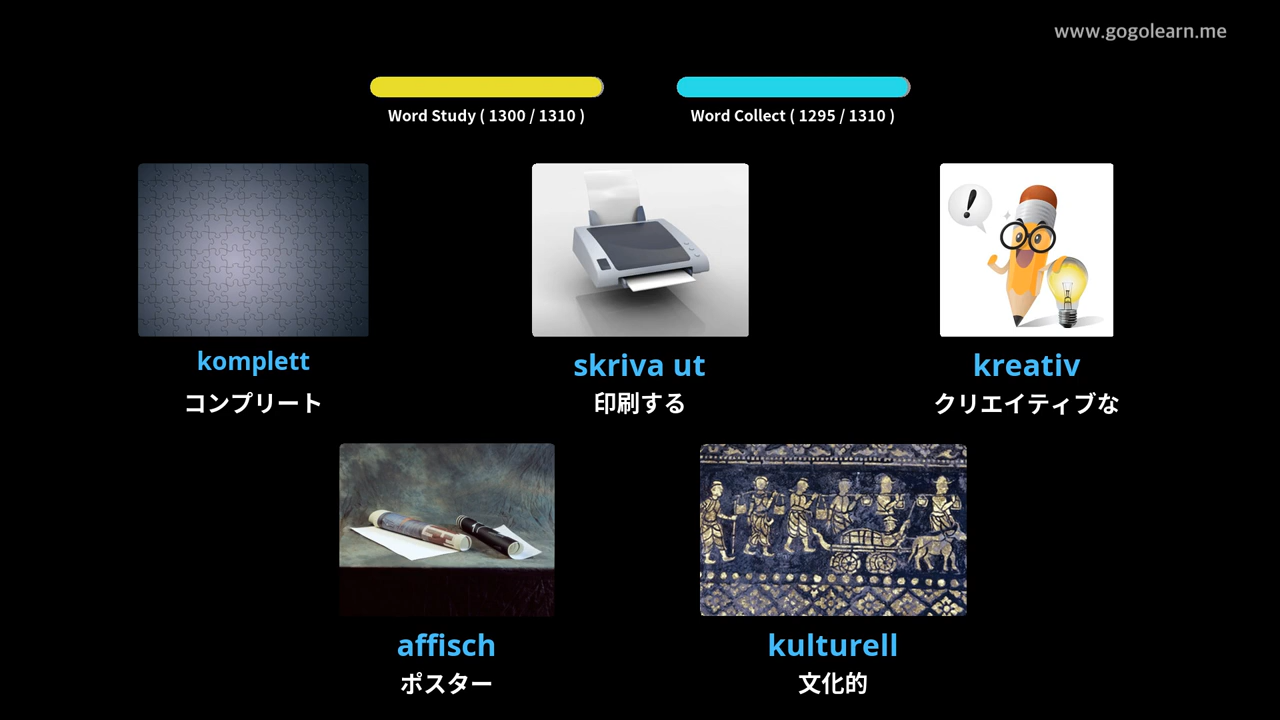 www.gogolearn.me
Word Study ( 1300 / 1310 )
Word Collect ( 1295 / 1310 )
komplett
コンプリート
skriva ut
印刷する
kreativ
クリエイティブな
affisch
ポスター
kulturell
文化的